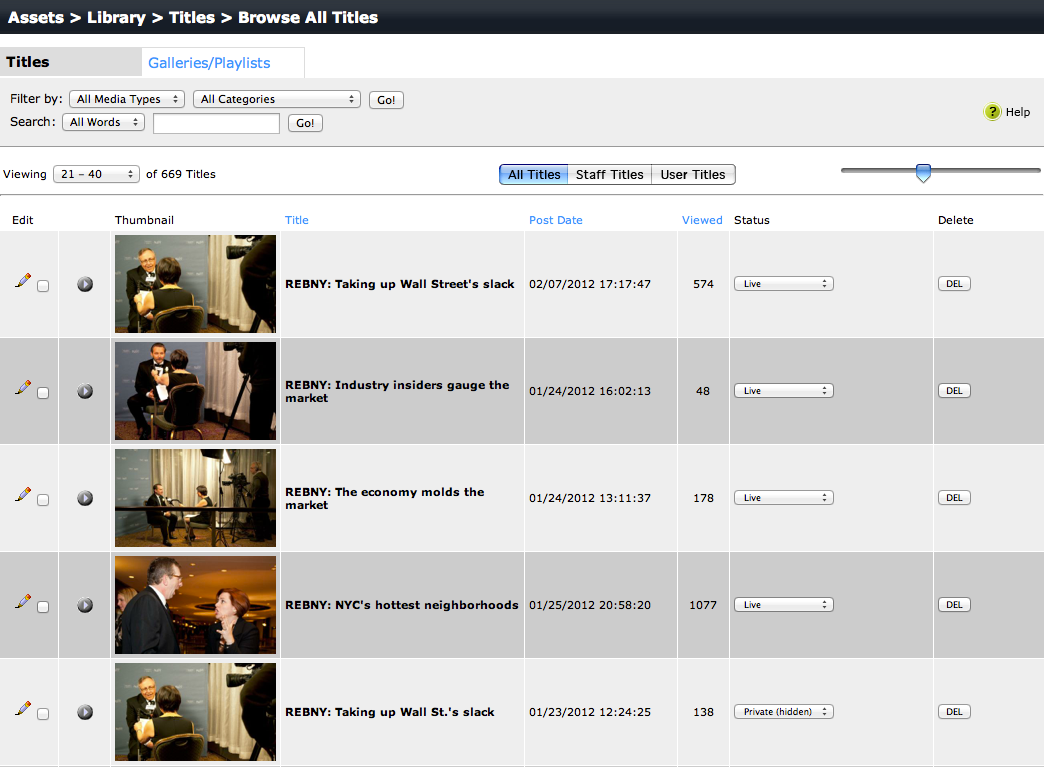 Assets > Library > Titles > Browse All Titles
Titles Galleries/Playlists
Filter by: All Media Types All Categories Go!
Search: All Words Go!
? Help
Viewing 21 – 40 of 669 Titles All Titles Staff Titles User Titles
Edit Thumbnail Title Post Date Viewed Status Delete
REBNY: Taking up Wall Street's slack 02/07/2012 17:17:47 574 Live DEL
REBNY: Industry insiders gauge the
market 01/24/2012 16:02:13 48 Live DEL
REBNY: The economy molds the
market 01/24/2012 13:11:37 178 Live DEL
REBNY: NYC's hottest neighborhoods 01/25/2012 20:58:20 1077 Live DEL
REBNY: Taking up Wall St.'s slack 01/23/2012 12:24:25 138 Private (hidden) DEL